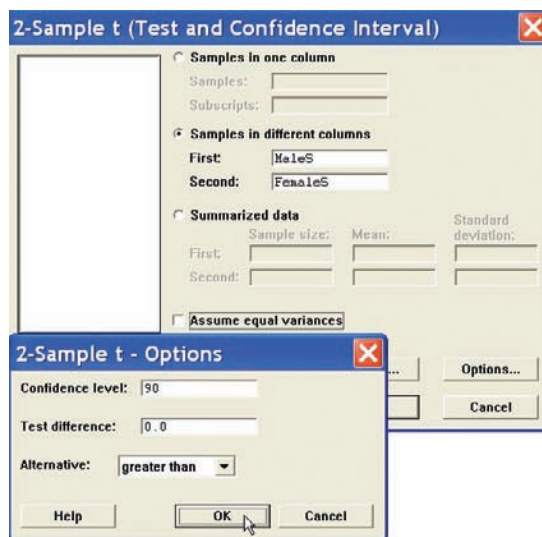 2-Sample t (Test and Confidence Interval)
Samples in one column
Samples:
Subscripts:
Samples in different columns
First: MaleS
Second: FemaleS
Summarized data
Sample size: Mean: Standard deviation:
First:
Second:
Assume equal variances
... Options...
Cancel
2-Sample t - Options
Confidence level: 90
Test difference: 0.0
Alternative: greater than
Help OK Cancel